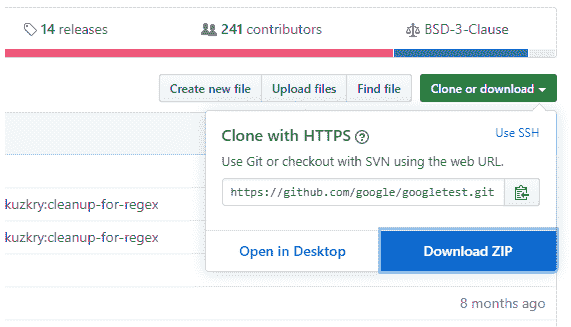 14 releases 241 contributors BSD-3-Clause
Create new file Upload files Find file Clone or download
Clone with HTTPS Use SSH
Use Git or checkout with SVN using the web URL.
https://github.com/google/googletest.git
kuzkry:cleanup-for-regex
kuzkry:cleanup-for-regex
Open in Desktop Download ZIP
8 months ago